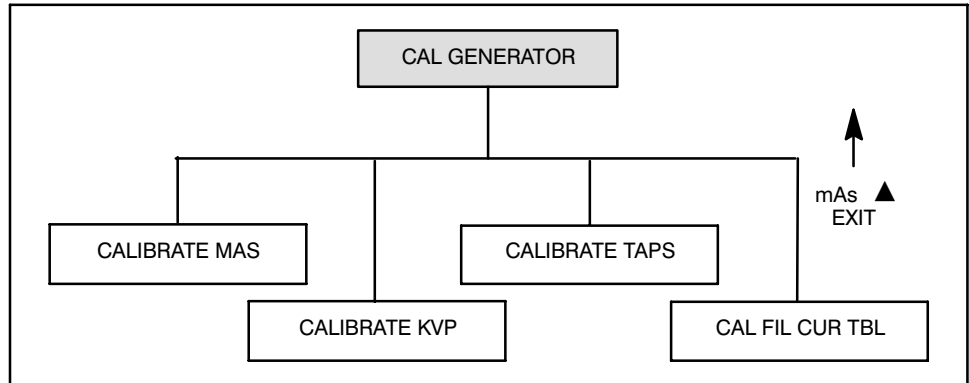 CAL GENERATOR
mAs ▲
EXIT
CALIBRATE MAS
CALIBRATE TAPS
CALIBRATE KVP
CAL FIL CUR TBL